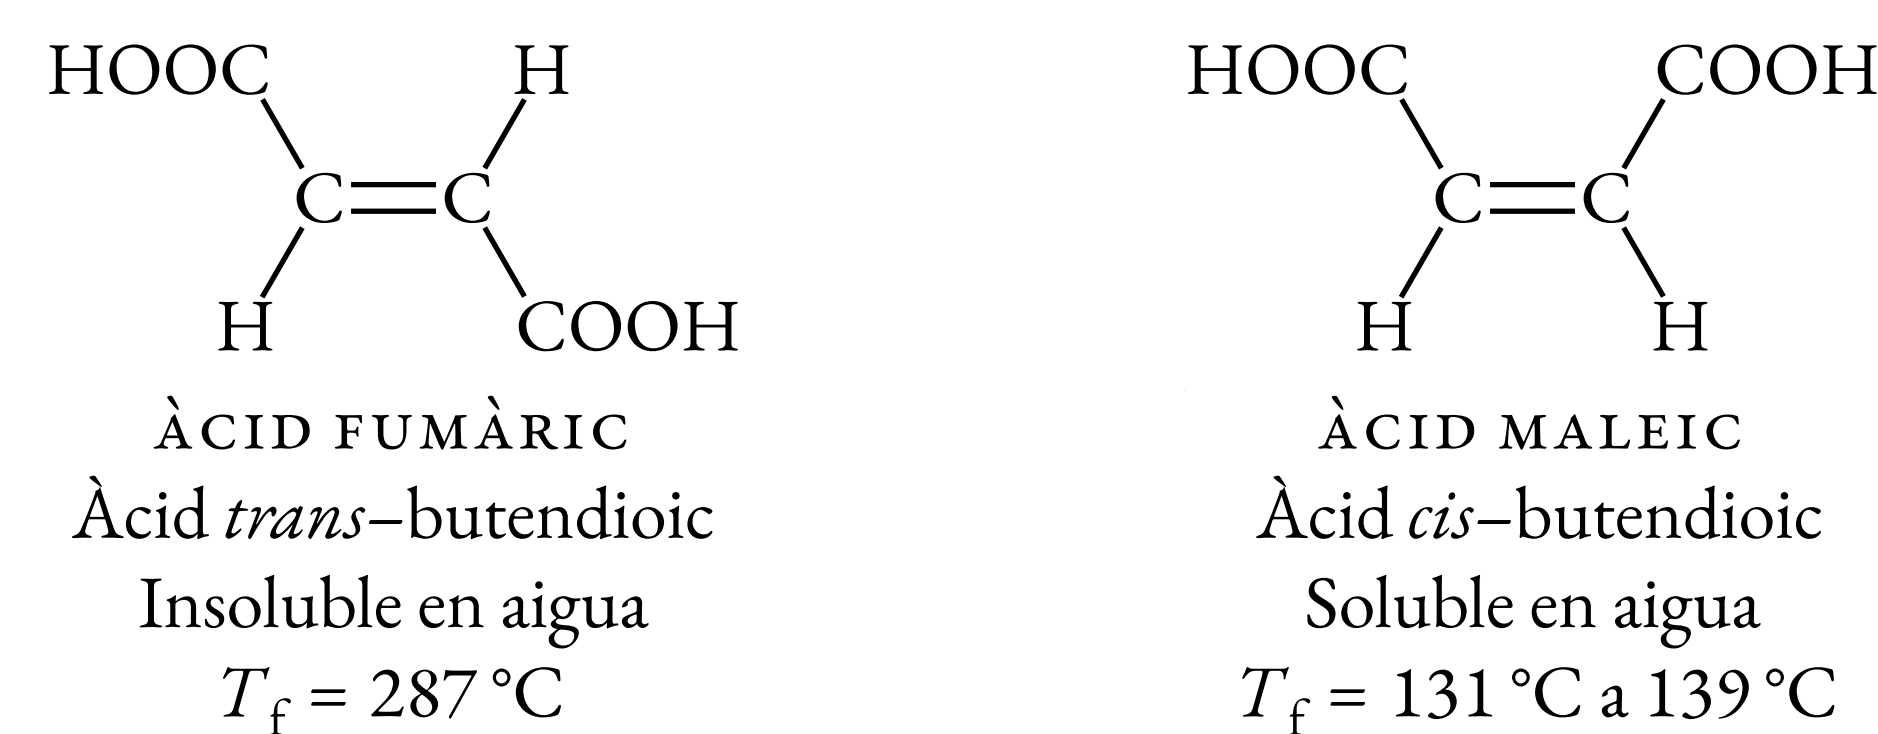 HOOC H
C C
H COOH
ÀCID FUMÀRIC
Àcid trans–butendioic
Insoluble en aigua
Tf = 287 °C
HOOC COOH
C C
H H
ÀCID MALEIC
Àcid cis–butendioic
Soluble en aigua
Tf = 131 °C a 139 °C